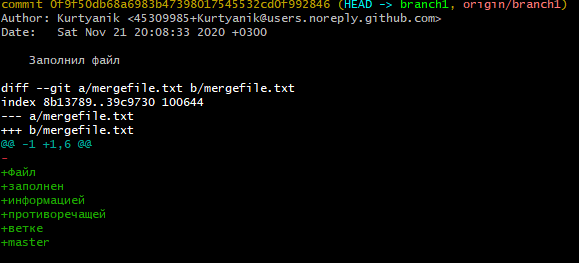 commit 0f9f50db68a6983b47398017545532cd0f992846 (HEAD -> branch1, origin/branch1)
Author: Kurtyanik <45309985+Kurtyanik@users.noreply.github.com>
Date:   Sat Nov 21 20:08:33 2020 +0300
Заполнил файл
diff --git a/mergefile.txt b/mergefile.txt
index 8b13789..39c9730 100644
--- a/mergefile.txt
+++ b/mergefile.txt
@@ -1 +1,6 @@
-
+Файл
+заполнен
+информацией
+противоречащей
+ветке
+master